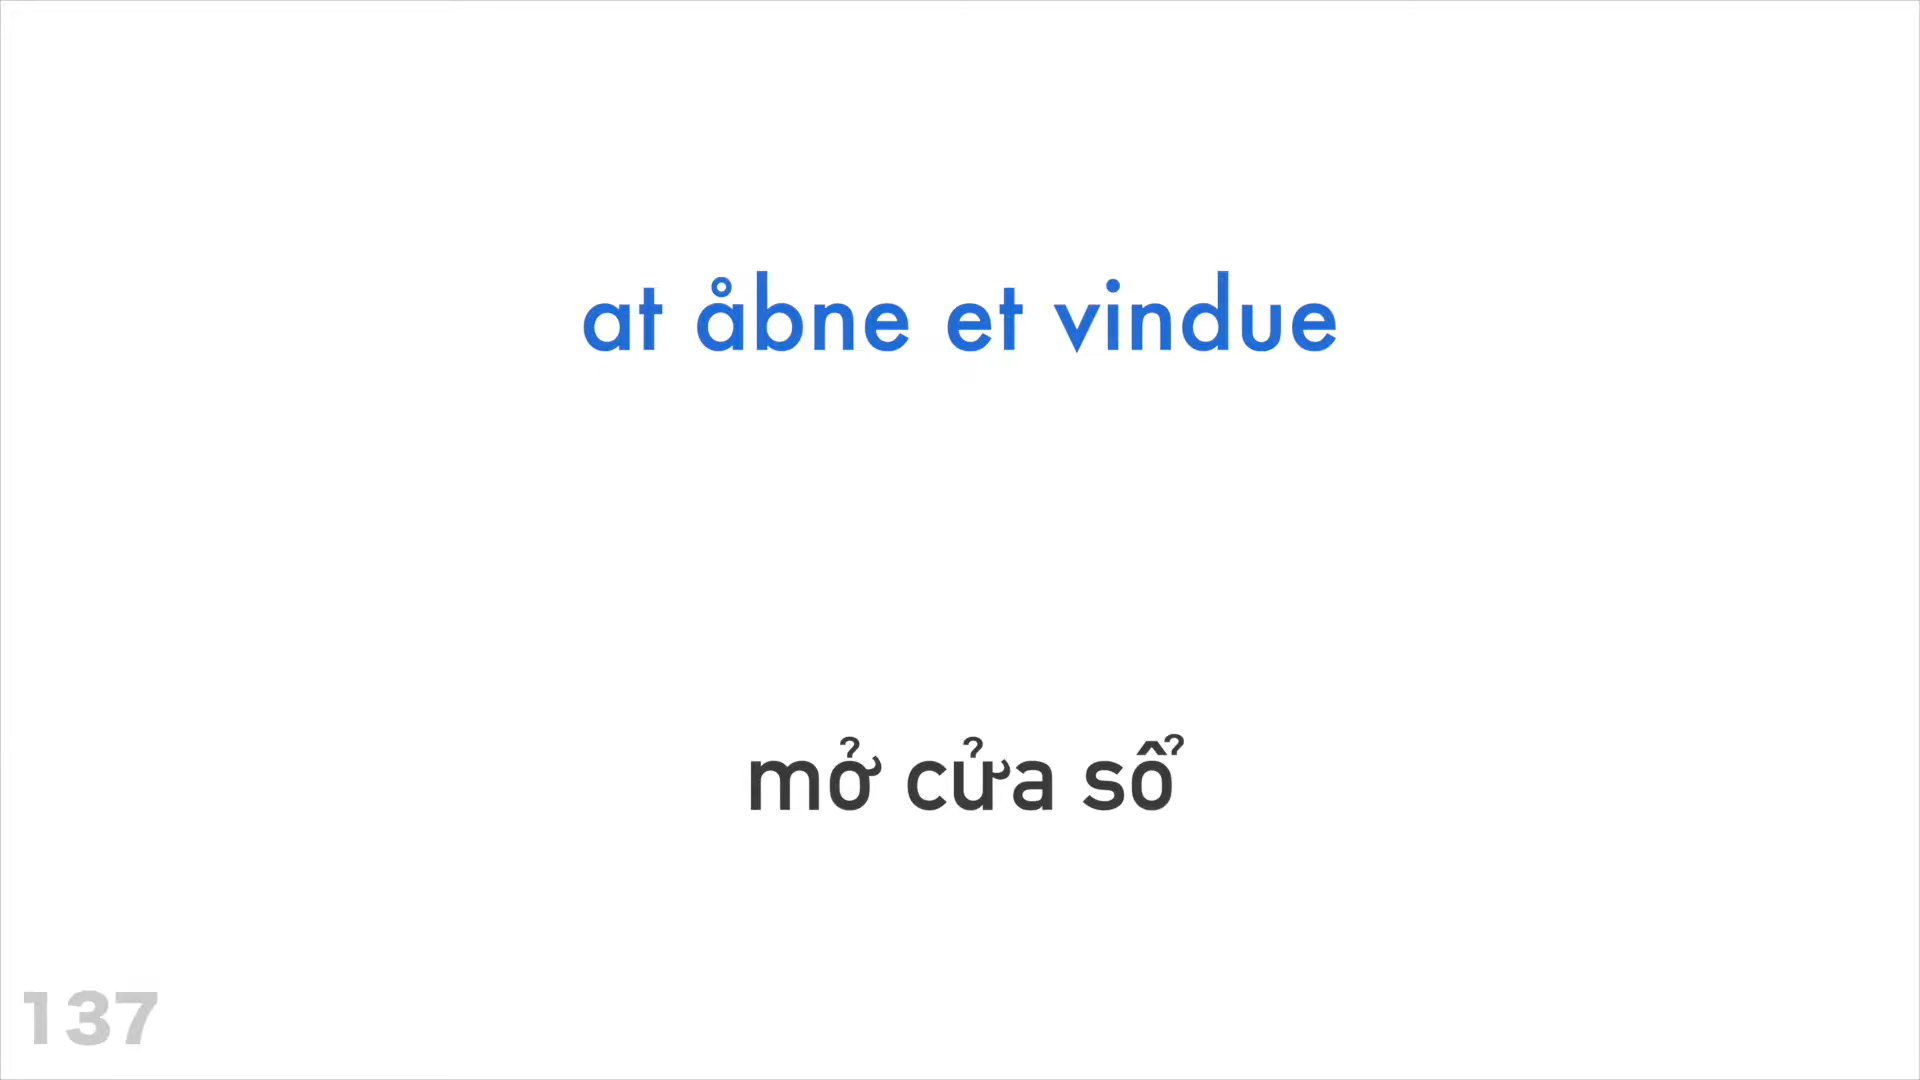 at åbne et vindue
mở cửa sổ
137